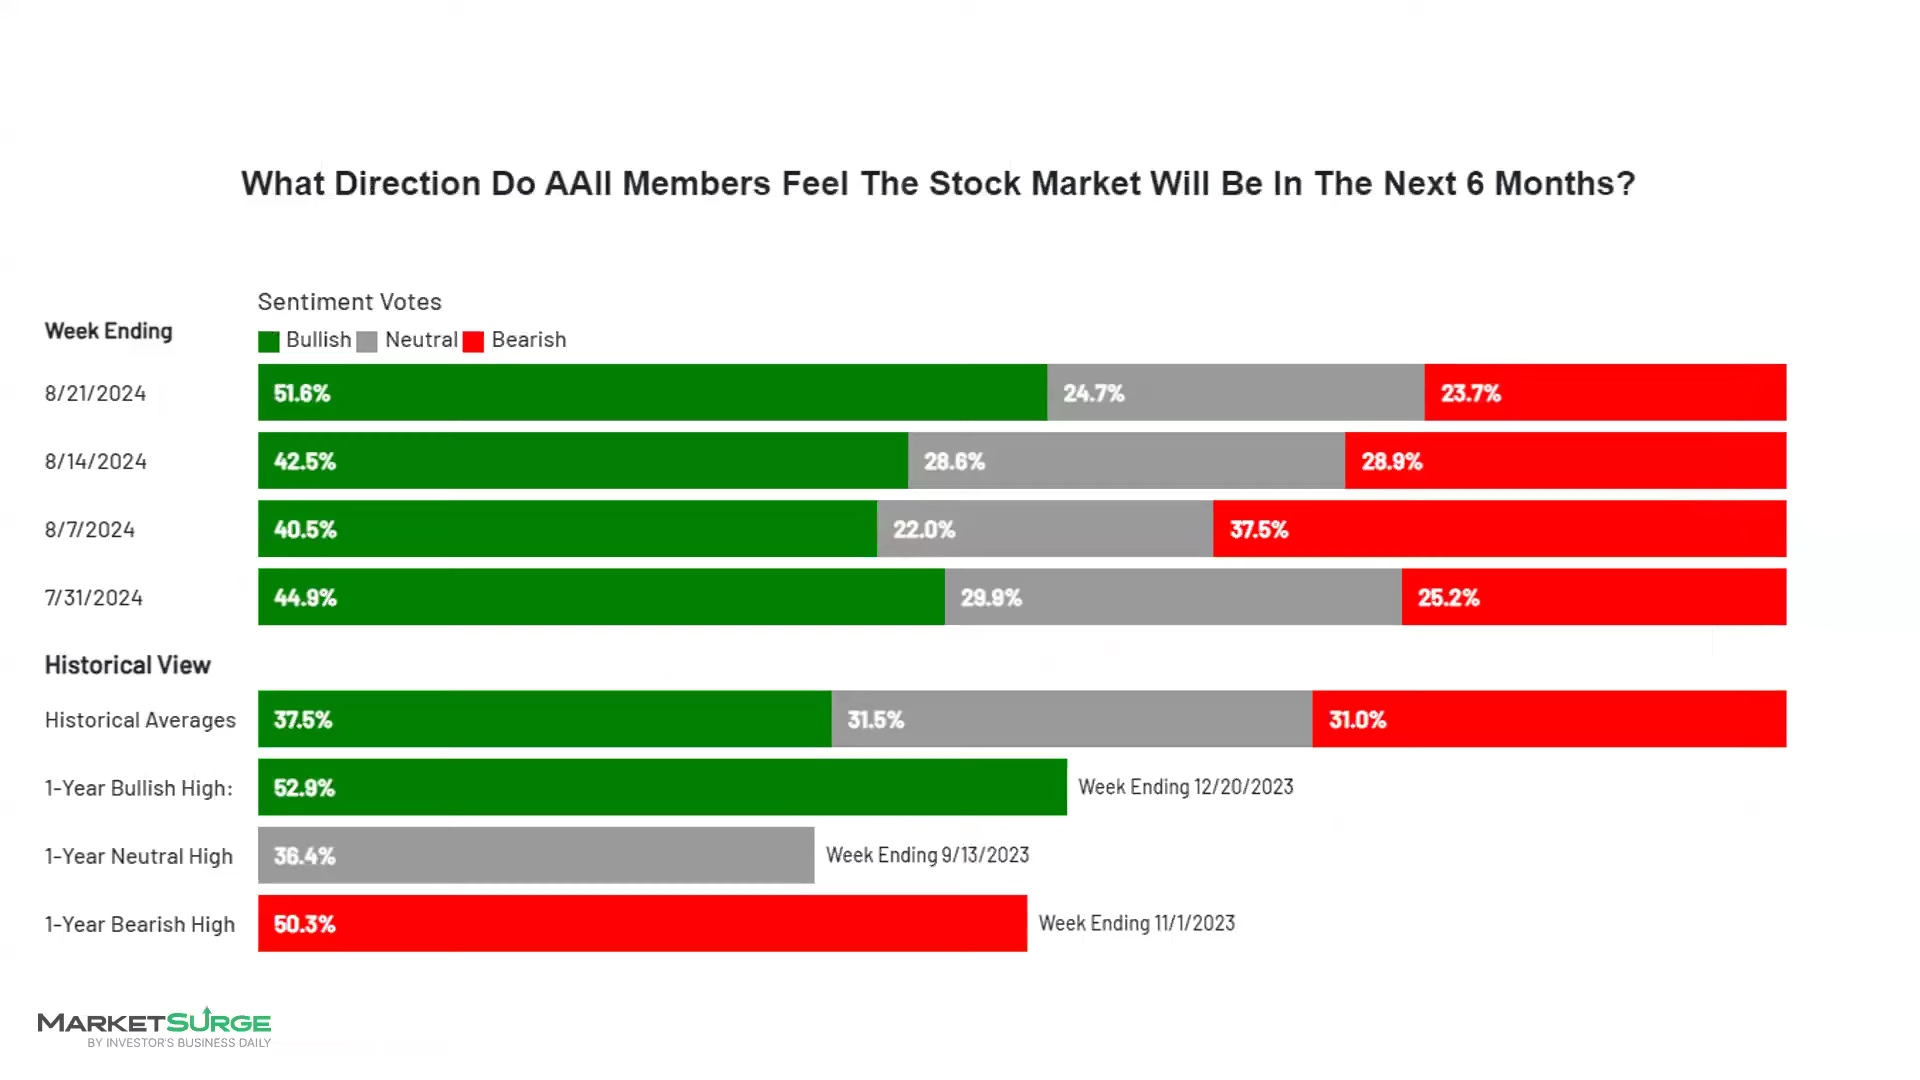 What Direction Do AAII Members Feel The Stock Market Will Be In The Next 6 Months?
Sentiment Votes
Week Ending
Bullish Neutral Bearish
8/21/2024 51.6% 24.7% 23.7%
8/14/2024 42.5% 28.6% 28.9%
8/7/2024 40.5% 22.0% 37.5%
7/31/2024 44.9% 29.9% 25.2%
Historical View
Historical Averages 37.5% 31.5% 31.0%
1-Year Bullish High: 52.9% Week Ending 12/20/2023
1-Year Neutral High 36.4% Week Ending 9/13/2023
1-Year Bearish High 50.3% Week Ending 11/1/2023
MARKETSURGE
BY INVESTOR'S BUSINESS DAILY